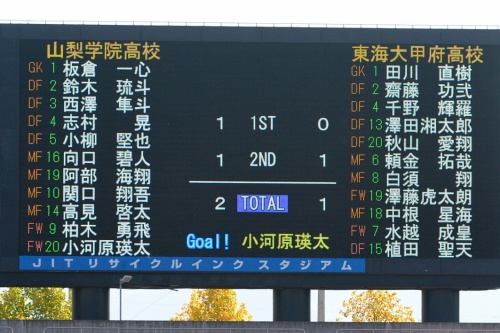 山梨学院高校
GK 1 板倉 一心
DF 2 鈴木 琉斗
DF 3 西澤 隼斗
DF 4 志村 晃
DF 5 小柳 堅也
MF 16 向口 碧人
MF 19 阿部 海翔
MF 10 関口 翔吾
MF 14 高見 啓太
FW 9 柏木 勇飛
FW 20 小河原瑛太
1 1ST 0
1 2ND 1
2 TOTAL 1
Goal! 小河原瑛太
東海大甲府高校
GK 1 田川 直樹
DF 2 齋藤 功弐
DF 4 千野 輝羅
DF 13 澤田湘太郎
DF 20 秋山 愛翔
MF 6 頼金 拓哉
MF 8 白須 翔
FW 19 澤藤虎太朗
MF 18 中根 星海
FW 7 水越 成皇
DF 15 植田 聖天
JITリサイクルインクスタジアム